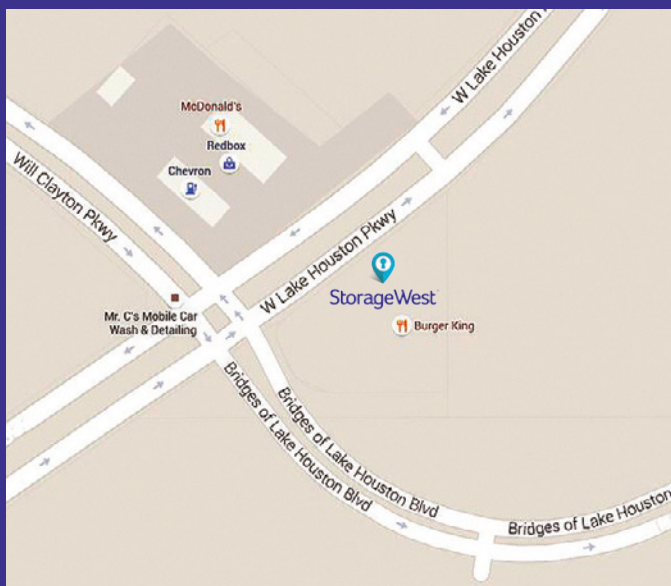 W Lake Houston P
McDonald's
Redbox
Chevron
Will Clayton Pkwy
W Lake Houston Pkwy
StorageWest
Mr. C's Mobile Car
Wash & Detailing
Burger King
Bridges of Lake Houston Blvd
Bridges of Lake Houston Blvd
Bridges of Lake Houston